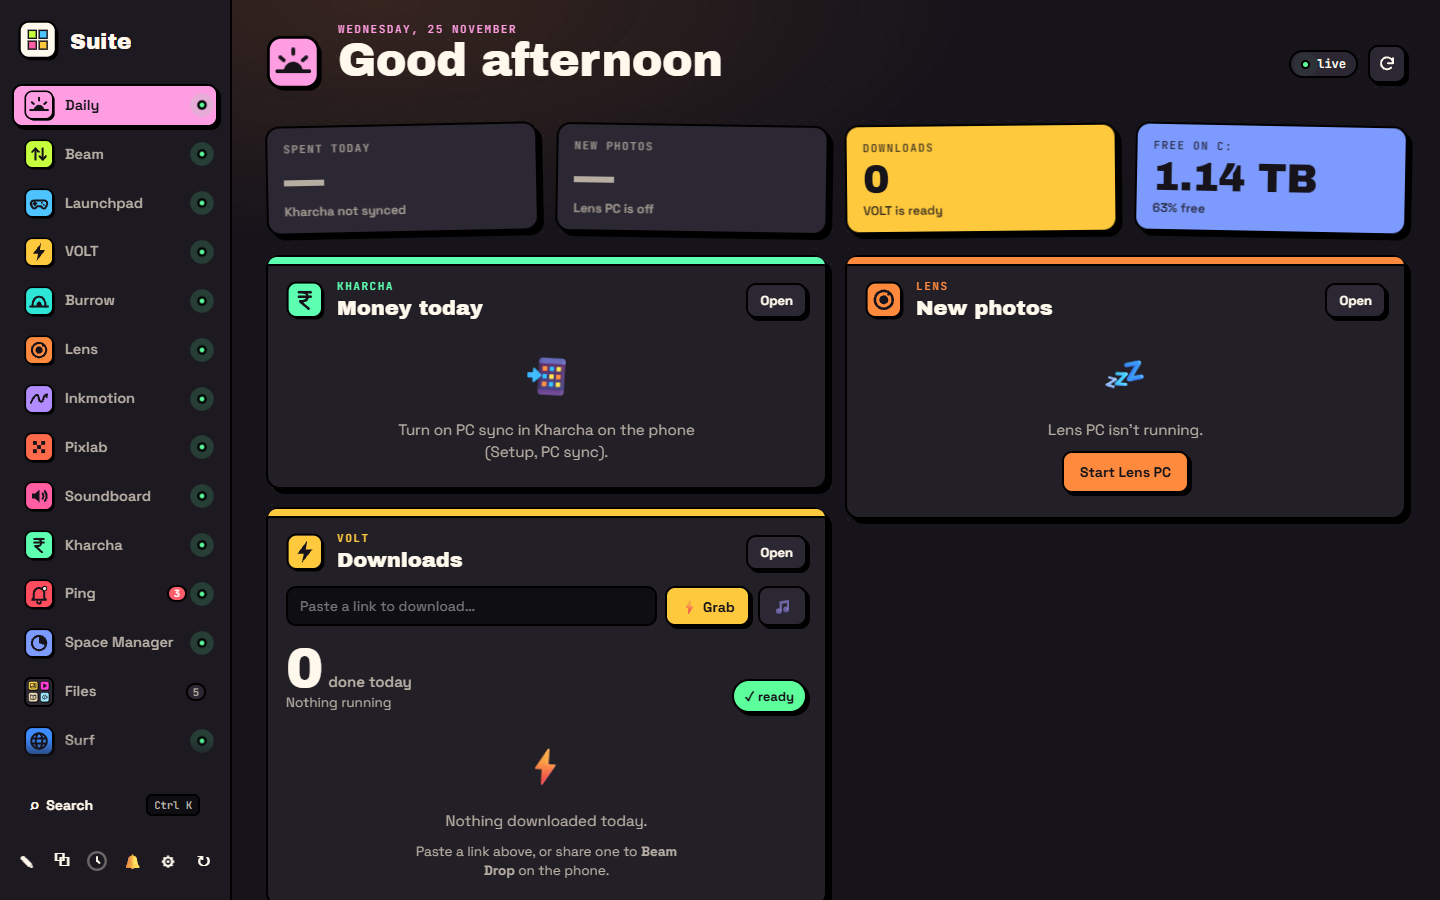 Suite
Daily
Beam
Launchpad
VOLT
Burrow
Lens
Inkmotion
Pixlab
Soundboard
Kharcha
Ping 3
Space Manager
Files 5
Surf
Search Ctrl K
WEDNESDAY, 25 NOVEMBER
Good afternoon
live
SPENT TODAY
—
Kharcha not synced
NEW PHOTOS
—
Lens PC is off
DOWNLOADS
0
VOLT is ready
FREE ON C:
1.14 TB
63% free
KHARCHA
Money today
Open
Turn on PC sync in Kharcha on the phone
(Setup, PC sync).
LENS
New photos
Open
Lens PC isn't running.
Start Lens PC
VOLT
Downloads
Open
Paste a link to download…
Grab
0 done today
Nothing running
✓ ready
Nothing downloaded today.
Paste a link above, or share one to Beam
Drop on the phone.